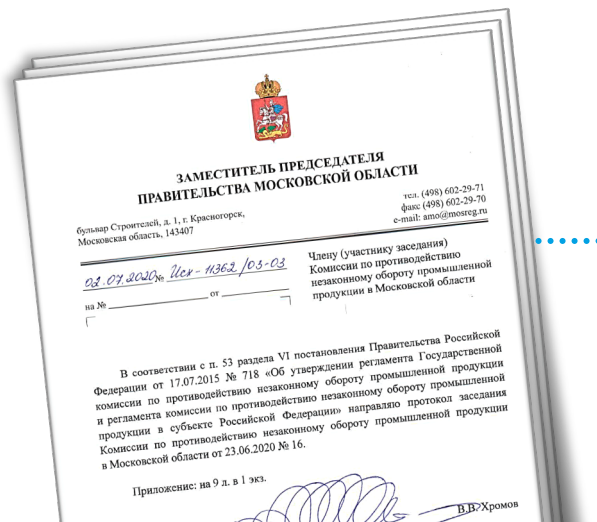 ЗАМЕСТИТЕЛЬ ПРЕДСЕДАТЕЛЯ
ПРАВИТЕЛЬСТВА МОСКОВСКОЙ ОБЛАСТИ
бульвар Строителей, д. 1, г. Красногорск,
Московская область, 143407
тел. (498) 602-29-71
факс (498) 602-29-70
e-mail: amo@mosreg.ru
02.07.2020 № Исх-11362/03-03
на № от
Члену (участнику заседания)
Комиссии по противодействию
незаконному обороту промышленной
продукции в Московской области
В соответствии с п. 53 раздела VI постановления Правительства Российской
Федерации от 17.07.2015 № 718 «Об утверждении регламента Государственной
комиссии по противодействию незаконному обороту промышленной продукции
и регламента комиссии по противодействию незаконному обороту промышленной
продукции в субъекте Российской Федерации» направляю протокол заседания
Комиссии по противодействию незаконному обороту промышленной продукции
в Московской области от 23.06.2020 № 16.
Приложение: на 9 л. в 1 экз.
В.В. Хромов